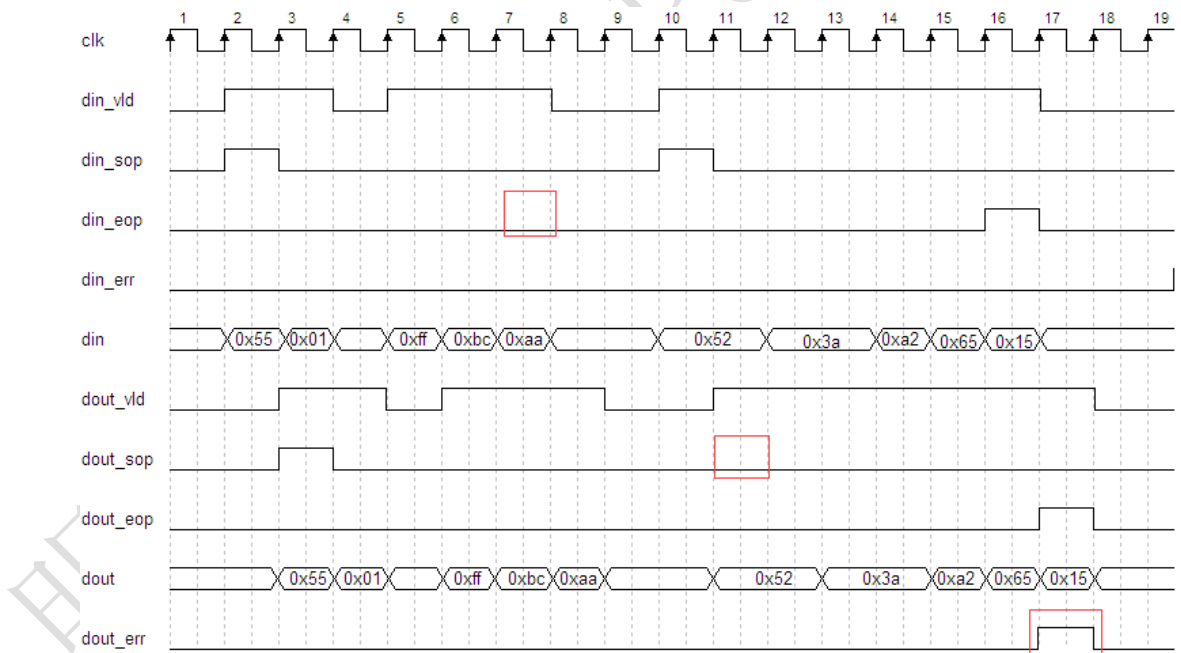 1 2 3 4 5 6 7 8 9 10 11 12 13 14 15 16 17 18 19
clk
din_vld
din_sop
din_eop
din_err
din 0x55 0x01 0xff 0xbc 0xaa 0x52 0x3a 0xa2 0x65 0x15
dout_vld
dout_sop
dout_eop
dout 0x55 0x01 0xff 0xbc 0xaa 0x52 0x3a 0xa2 0x65 0x15
dout_err